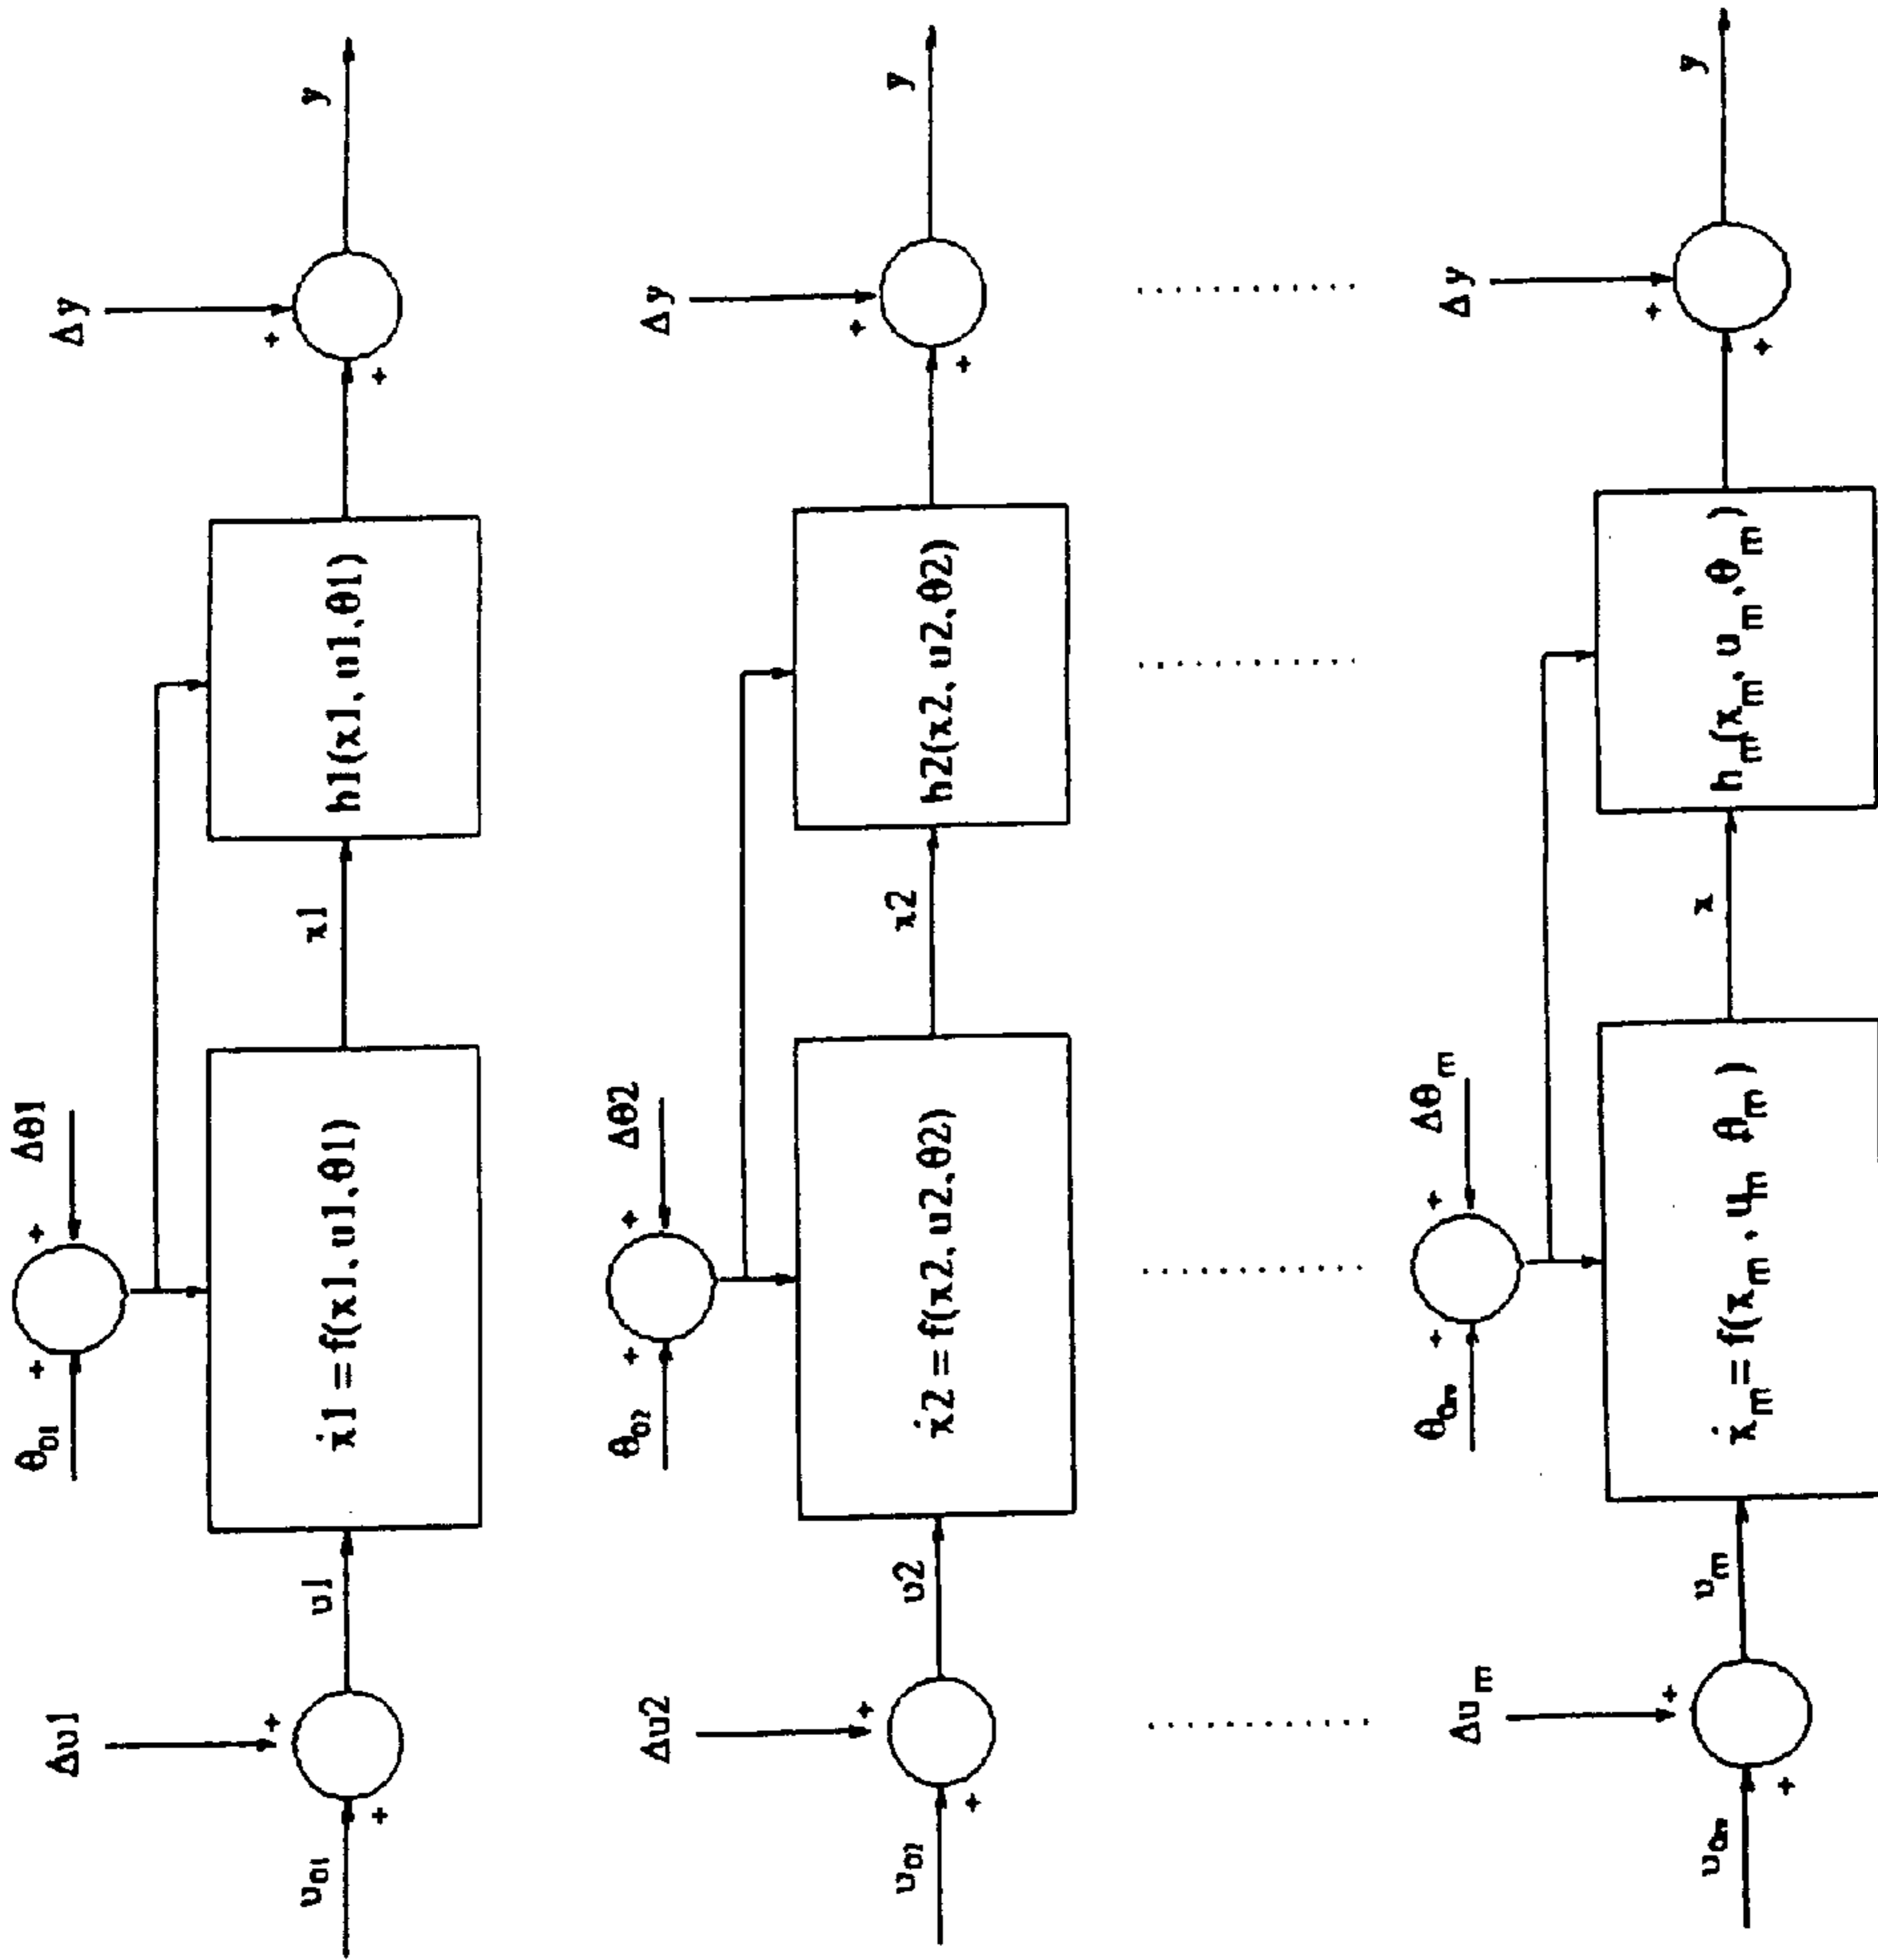 θ₀₁ + + Δθ1
Δu1 Δy
u₀₁ + + u1 ẋ1 = f(x1, u1, θ1) x1 h1(x1, u1, θ1) + + y
θ₀₂ + + Δθ2
Δu2 Δy
u₀₂ + + u2 ẋ2 = f(x2, u2, θ2) x2 h2(x2, u2, θ2) + + y
θ₀ₘ + + Δθₘ
Δuₘ Δy
u₀ₘ + + uₘ ẋₘ = f(xₘ, uₘ θₘ) x hₘ(xₘ, uₘ, θₘ) + + y